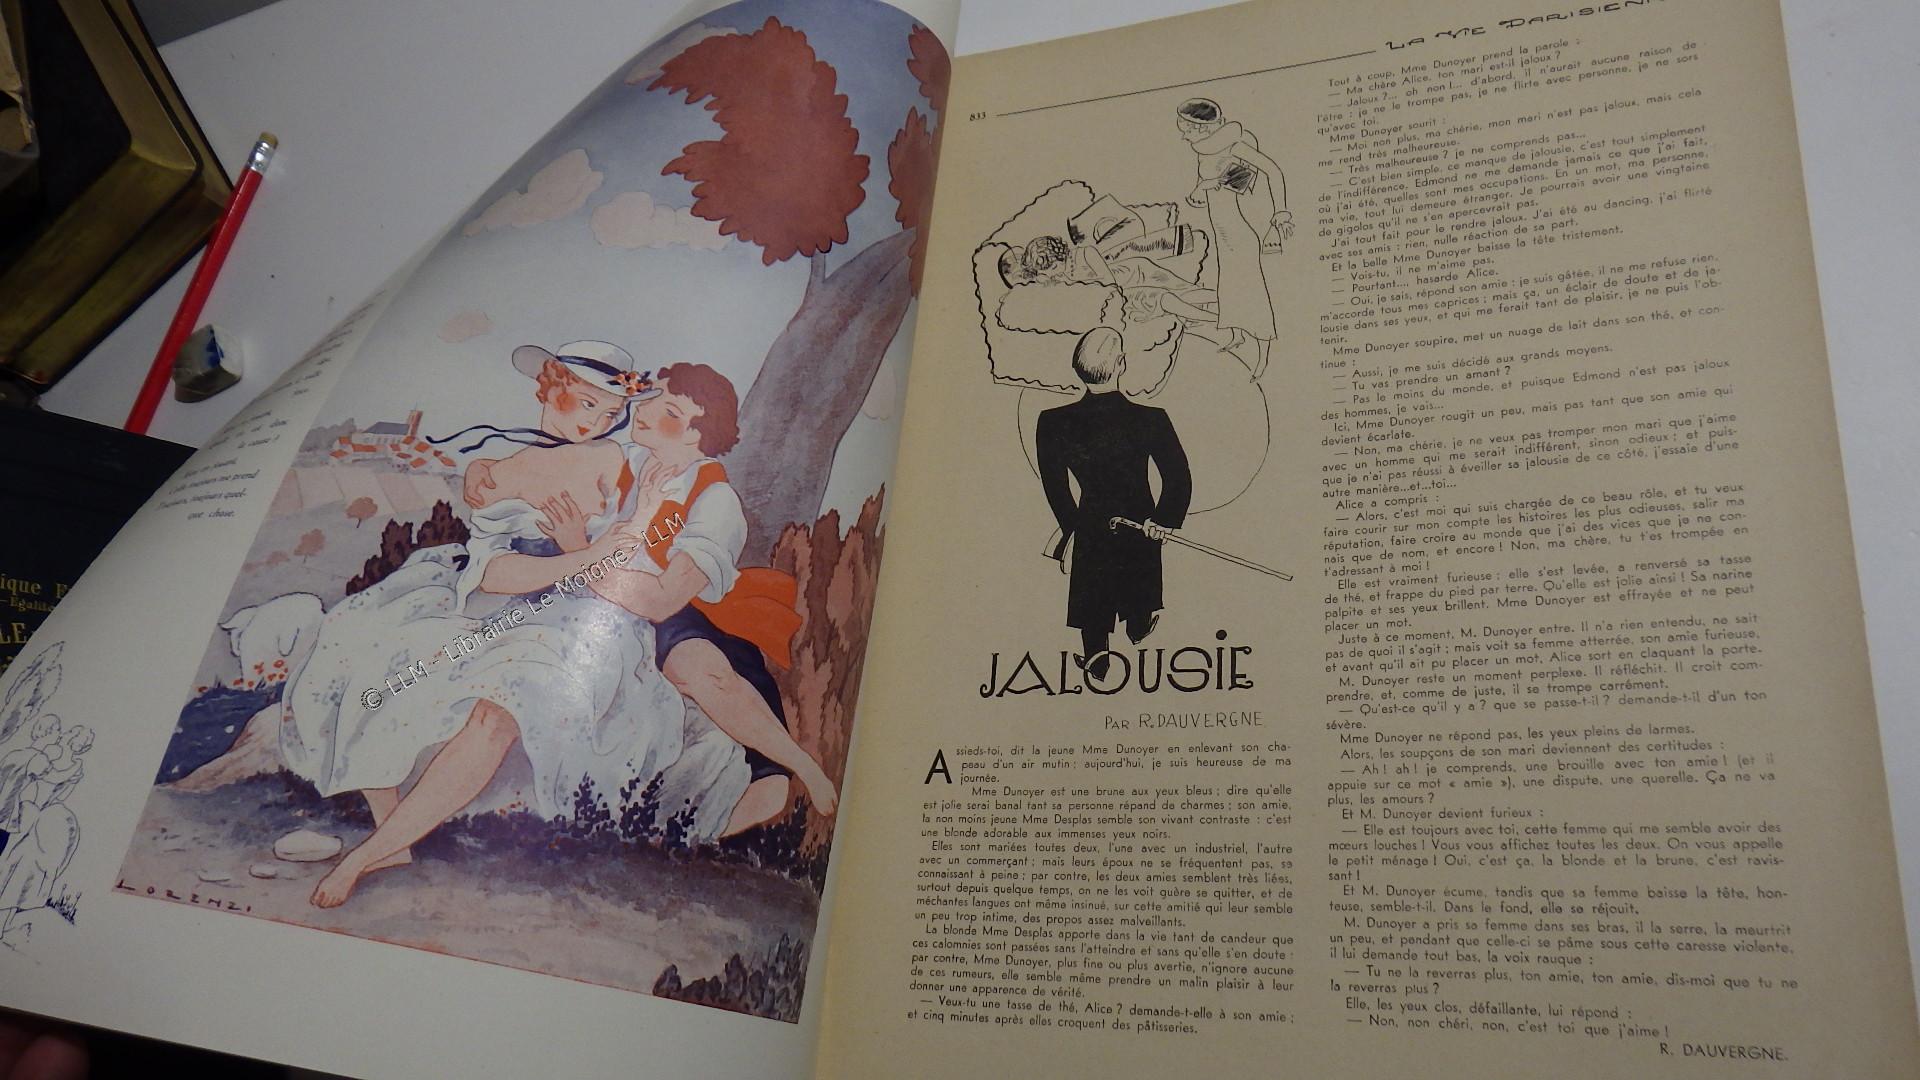 ique
Egalité
fuse
cause ?
que chose.
LORENZI
© LLM - Librairie Le Moigne - LLM
833
LA VIE PARISIENNE
JALOUSIE
PAR R. DAUVERGNE
Assieds-toi, dit la jeune Mme Dunoyer en enlevant son cha-
peau d'un air mutin ; aujourd'hui, je suis heureuse de ma
journée.
Mme Dunoyer est une brune aux yeux bleus ; dire qu'elle
est jolie serai banal tant sa personne répand de charmes ; son amie,
la non moins jeune Mme Desplas semble son vivant contraste : c'est
une blonde adorable aux immenses yeux noirs.
Elles sont mariées toutes deux, l'une avec un industriel, l'autre
avec un commerçant ; mais leurs époux ne se fréquentent pas, se
connaissant à peine ; par contre, les deux amies semblent très liées,
surtout depuis quelque temps, on ne les voit guère se quitter, et de
méchantes langues ont même insinué, sur cette amitié qui leur semble
un peu trop intime, des propos assez malveillants.
La blonde Mme Desplas apporte dans la vie tant de candeur que
ces calomnies sont passées sans l'atteindre et sans qu'elle s'en doute :
par contre, Mme Dunoyer, plus fine ou plus avertie, n'ignore aucune
de ces rumeurs, elle semble même prendre un malin plaisir à leur
donner une apparence de vérité.
— Veux-tu une tasse de thé, Alice ? demande-t-elle à son amie ;
et cinq minutes après elles croquent des pâtisseries.
Tout à coup, Mme Dunoyer prend la parole :
— Ma chère Alice, ton mari est-il jaloux ?
— Jaloux ?... oh non !... d'abord, il n'aurait aucune raison de
l'être : je ne le trompe pas, je ne flirte avec personne, je ne sors
qu'avec toi.
Mme Dunoyer sourit :
— Moi non plus, ma chérie, mon mari n'est pas jaloux, mais cela
me rend très malheureuse.
— Très malheureuse ? je ne comprends pas...
— C'est bien simple, ce manque de jalousie, c'est tout simplement
de l'indifférence. Edmond ne me demande jamais ce que j'ai fait,
où j'ai été, quelles sont mes occupations. En un mot, ma personne,
ma vie, tout lui demeure étranger. Je pourrais avoir une vingtaine
de gigolos qu'il ne s'en apercevrait pas.
J'ai tout fait pour le rendre jaloux. J'ai été au dancing, j'ai flirté
avec ses amis : rien, nulle réaction de sa part.
Et la belle Mme Dunoyer baisse la tête tristement.
— Vois-tu, il ne m'aime pas.
— Pourtant.... hasarde Alice.
— Oui, je sais, répond son amie : je suis gâtée, il ne me refuse rien,
m'accorde tous mes caprices ; mais ça, un éclair de doute et de ja-
lousie dans ses yeux, et qui me ferait tant de plaisir, je ne puis l'ob-
tenir.
Mme Dunoyer soupire, met un nuage de lait dans son thé, et con-
tinue :
— Aussi, je me suis décidé aux grands moyens.
— Tu vas prendre un amant ?
— Pas le moins du monde, et puisque Edmond n'est pas jaloux
des hommes, je vais...
Ici, Mme Dunoyer rougit un peu, mais pas tant que son amie qui
devient écarlate.
— Non, ma chérie, je ne veux pas tromper mon mari que j'aime
avec un homme qui me serait indifférent, sinon odieux ; et puis-
que je n'ai pas réussi à éveiller sa jalousie de ce côté, j'essaie d'une
autre manière...et...toi...
Alice a compris :
— Alors, c'est moi qui suis chargée de ce beau rôle, et tu veux
faire courir sur mon compte les histoires les plus odieuses, salir ma
réputation, faire croire au monde que j'ai des vices que je ne con-
nais que de nom, et encore ! Non, ma chère, tu t'es trompée en
t'adressant à moi !
Elle est vraiment furieuse ; elle s'est levée, a renversé sa tasse
de thé, et frappe du pied par terre. Qu'elle est jolie ainsi ! Sa narine
palpite et ses yeux brillent. Mme Dunoyer est effrayée et ne peut
placer un mot.
Juste à ce moment, M. Dunoyer entre. Il n'a rien entendu, ne sait
pas de quoi il s'agit ; mais voit sa femme atterrée, son amie furieuse,
et avant qu'il ait pu placer un mot, Alice sort en claquant la porte.
M. Dunoyer reste un moment perplexe. Il réfléchit. Il croit com-
prendre, et, comme de juste, il se trompe carrément.
— Qu'est-ce qu'il y a ? que se passe-t-il ? demande-t-il d'un ton
sévère.
Mme Dunoyer ne répond pas, les yeux pleins de larmes.
Alors, les soupçons de son mari deviennent des certitudes :
— Ah ! ah ! je comprends, une brouille avec ton amie ! (et il
appuie sur ce mot « amie »), une dispute, une querelle. Ça ne va
plus, les amours ?
Et M. Dunoyer devient furieux :
— Elle est toujours avec toi, cette femme qui me semble avoir des
mœurs louches ! Vous vous affichez toutes les deux. On vous appelle
le petit ménage ! Oui, c'est ça, la blonde et la brune, c'est ravis-
sant !
Et M. Dunoyer écume, tandis que sa femme baisse la tête, hon-
teuse, semble-t-il. Dans le fond, elle se réjouit.
M. Dunoyer a pris sa femme dans ses bras, il la serre, la meurtrit
un peu, et pendant que celle-ci se pâme sous cette caresse violente,
il lui demande tout bas, la voix rauque :
— Tu ne la reverras plus, ton amie, ton amie, dis-moi que tu ne
la reverras plus ?
Elle, les yeux clos, défaillante, lui répond :
— Non, non chéri, non, c'est toi que j'aime !
R. DAUVERGNE.